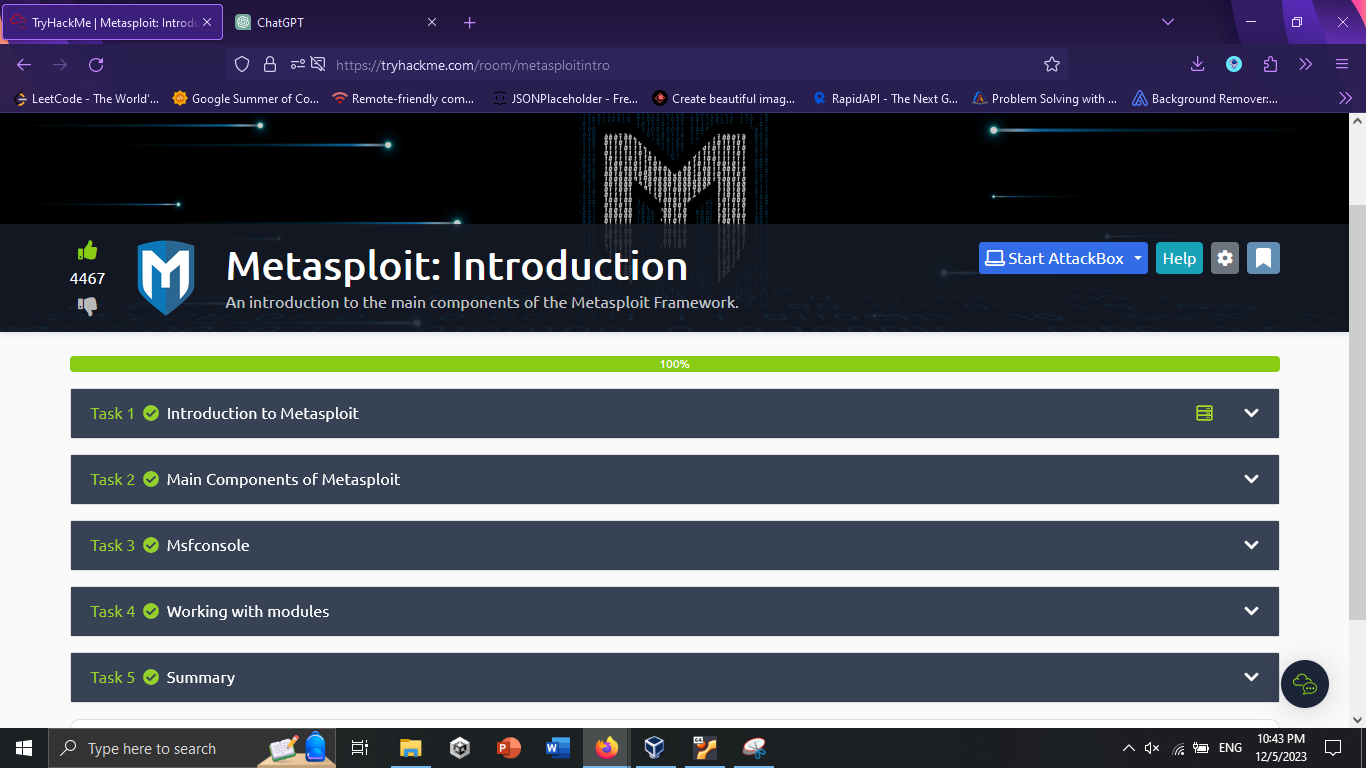 TryHackMe | Metasploit: Introdu
ChatGPT
https://tryhackme.com/room/metasploitintro
LeetCode - The World'...
Google Summer of Co...
Remote-friendly com...
JSONPlaceholder - Fre...
Create beautiful imag...
RapidAPI - The Next G...
Problem Solving with ...
Background Remover:...
4467
Metasploit: Introduction
An introduction to the main components of the Metasploit Framework.
Start AttackBox
Help
100%
Task 1 Introduction to Metasploit
Task 2 Main Components of Metasploit
Task 3 Msfconsole
Task 4 Working with modules
Task 5 Summary
Type here to search
ENG
10:43 PM
12/5/2023